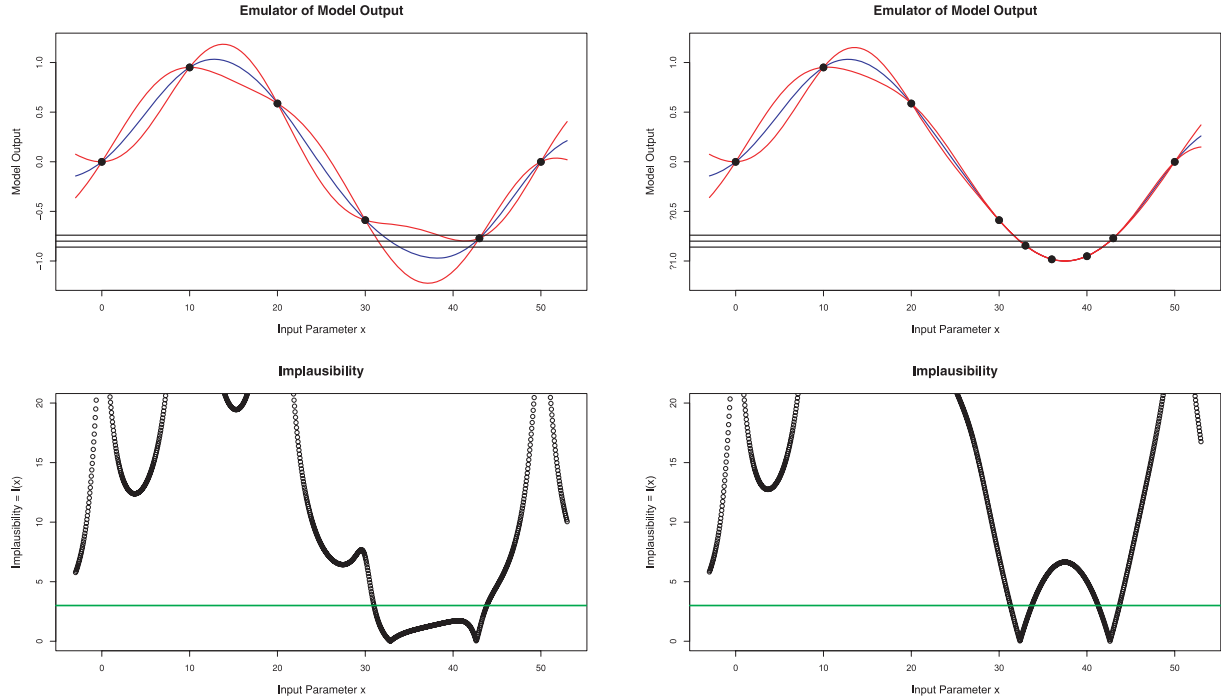 Emulator of Model Output
Model Output
1.0
0.5
0.0
−0.5
−1.0
0 10 20 30 40 50
Input Parameter x
Emulator of Model Output
Model Output
1.0
0.5
0.0
?0.5
?1.0
0 10 20 30 40 50
Input Parameter x
Implausibility
Implausibility = I(x)
20
15
10
5
0
0 10 20 30 40 50
Input Parameter x
Implausibility
Implausibility = I(x)
20
15
10
5
0
0 10 20 30 40 50
Input Parameter x